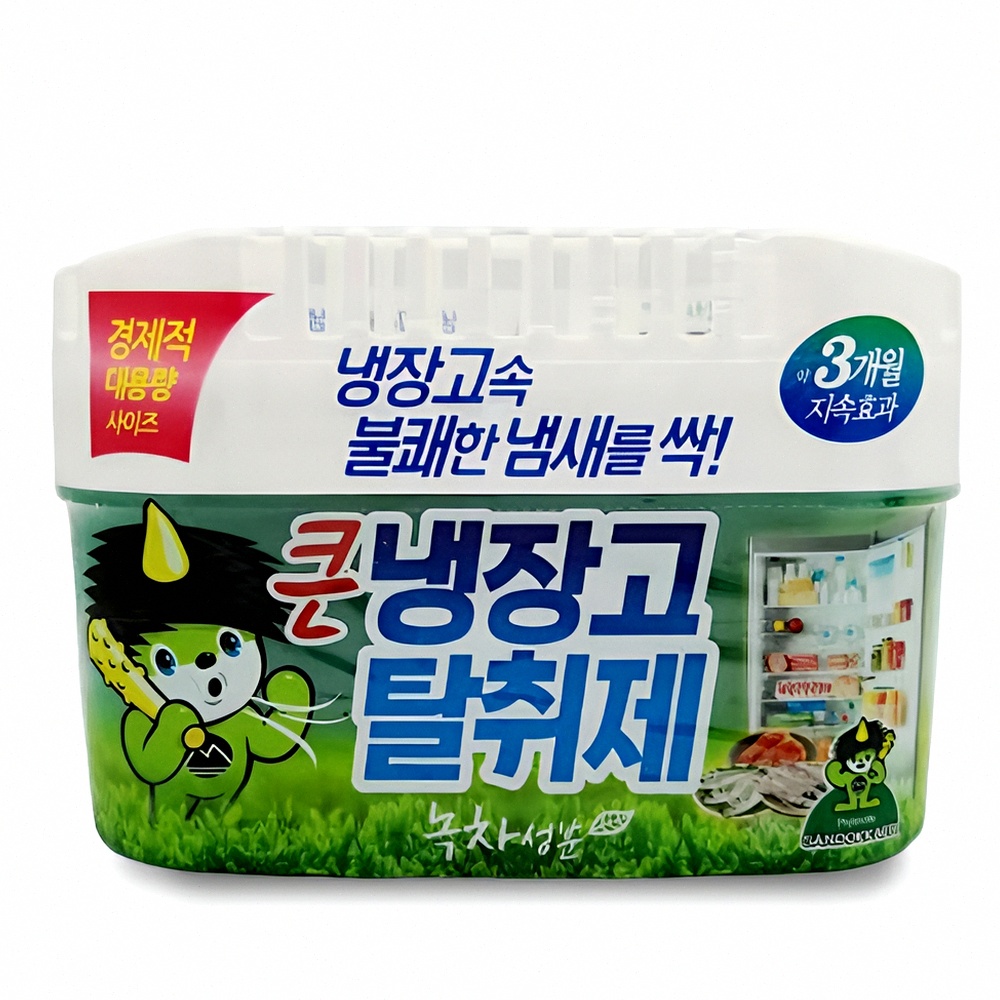 경제적
대용량
사이즈
냉장고속
불쾌한 냄새를 싹!
3개월
지속효과
큰 냉장고
탈취제
녹차성분